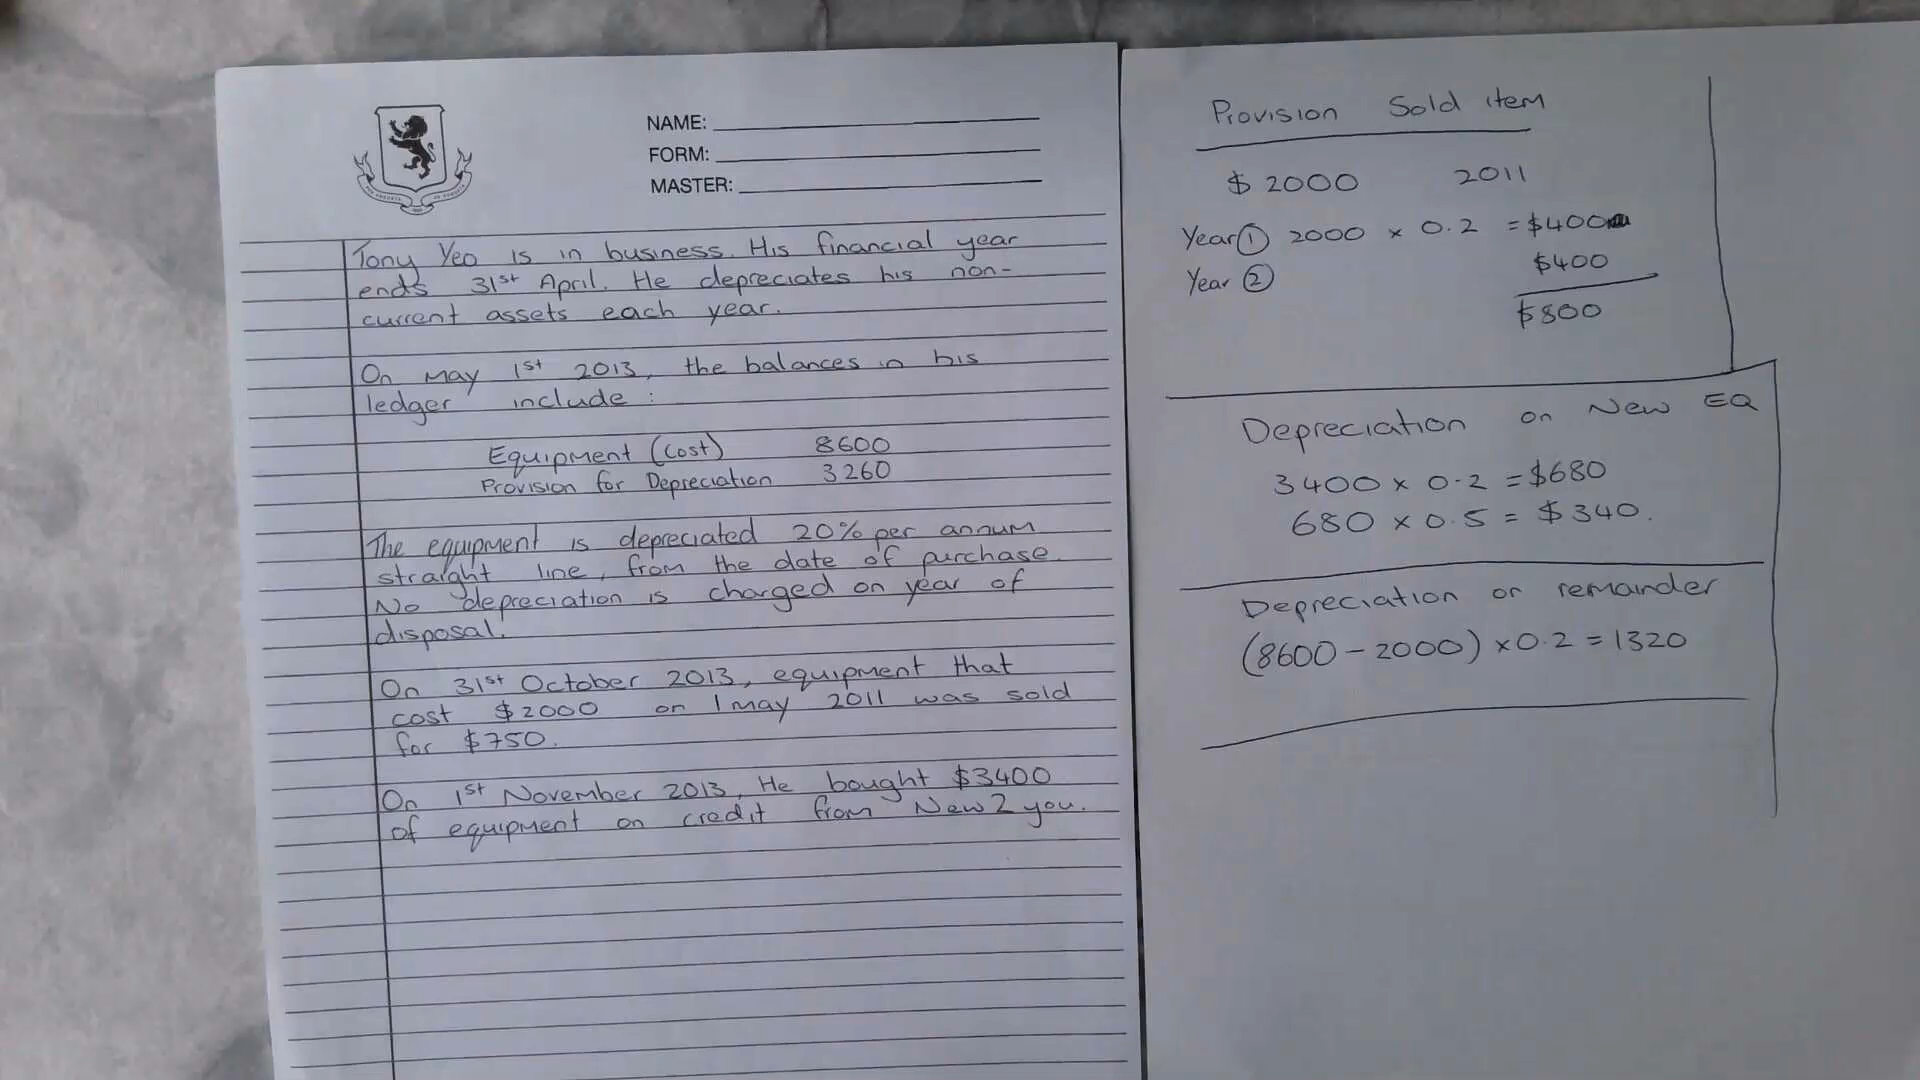 NAME:
FORM:
MASTER:
Tony Yeo is in business. His financial year
ends 31st April. He depreciates his non-
current assets each year.
On May 1st 2013, the balances in his
ledger include:
Equipment (Cost) 8600
Provision for Depreciation 3260
The equipment is depreciated 20% per annum
straight line, from the date of purchase
No depreciation is charged on year of
disposal.
On 31st October 2013, equipment that
cost $2000 on 1 may 2011 was sold
for $750.
On 1st November 2013, He bought $3400
of equipment on credit from New2you.
Provision Sold item
$2000 2011
Year ① 2000 × 0.2 = $400
Year ② $400
$800
Depreciation on New EQ
3400 × 0.2 = $680
680 × 0.5 = $340.
Depreciation on remainder
(8600 - 2000) × 0.2 = 1320